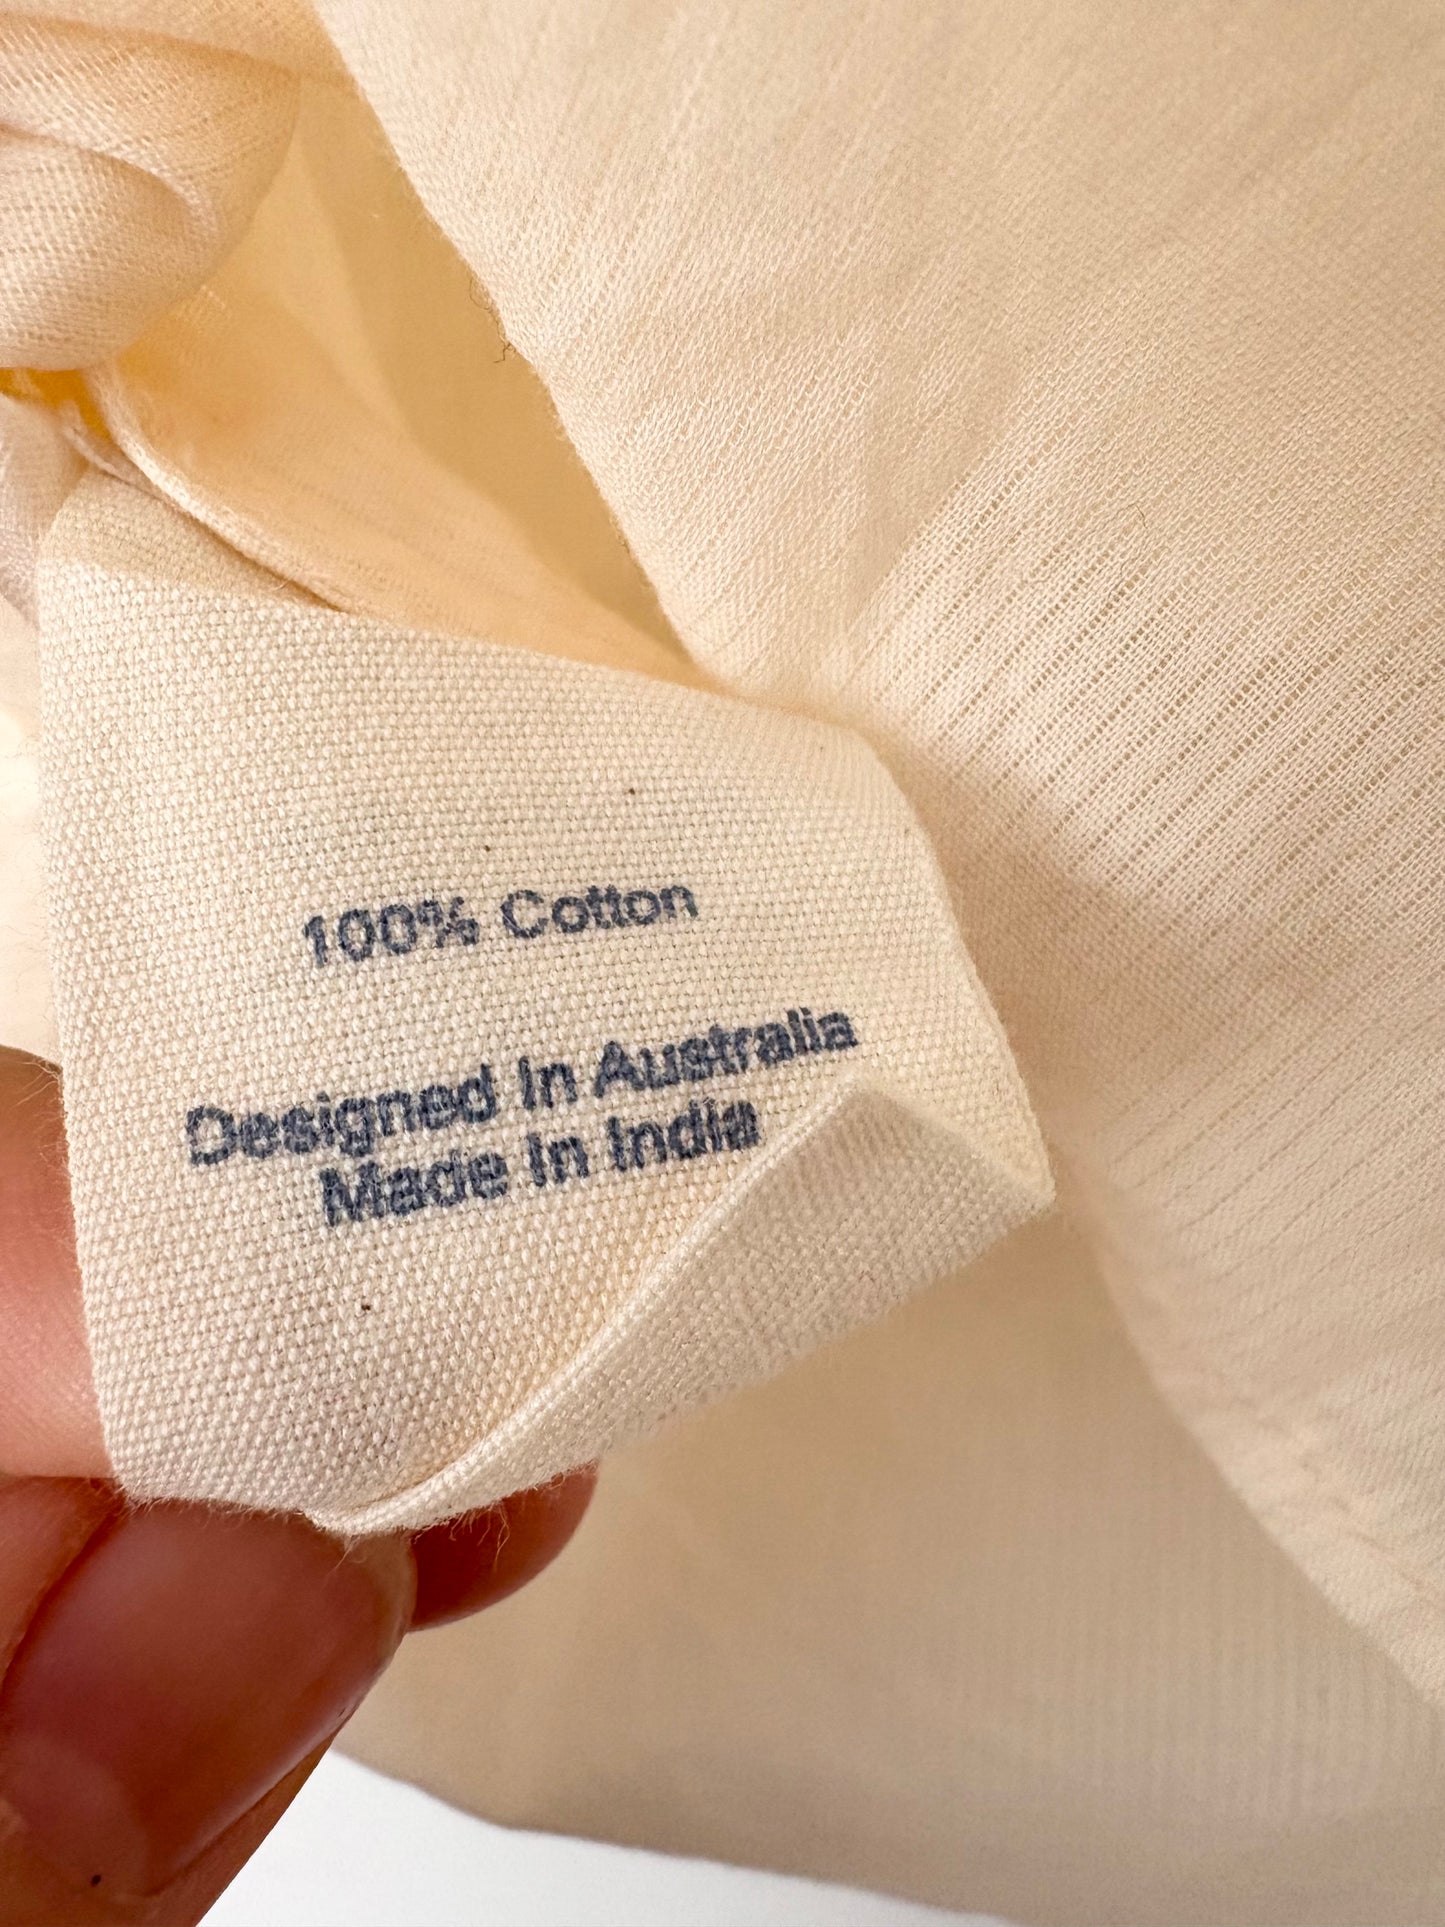 100% Cotton
Designed In Australia
Made In India